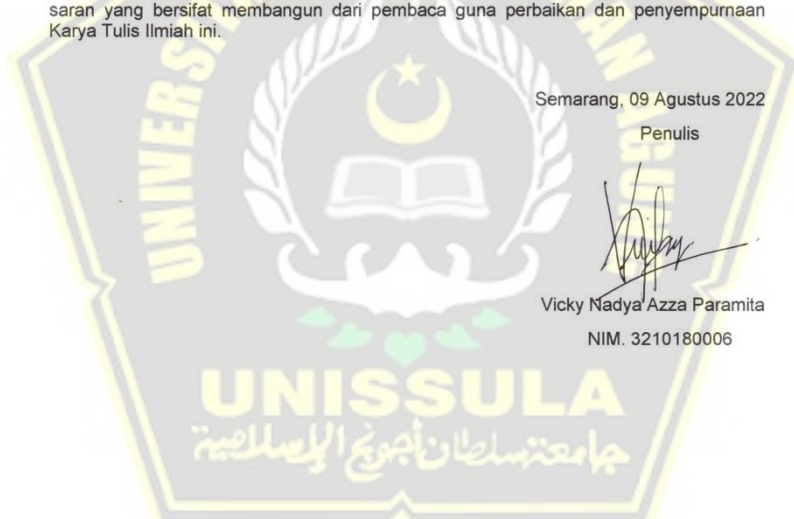 saran yang bersifat membangun dari pembaca guna perbaikan dan penyempurnaan
Karya Tulis Ilmiah ini.
Semarang, 09 Agustus 2022
Penulis
Vicky Nadya Azza Paramita
NIM. 3210180006
UNISSULA
جامعة سلطان أجونج الإسلامية